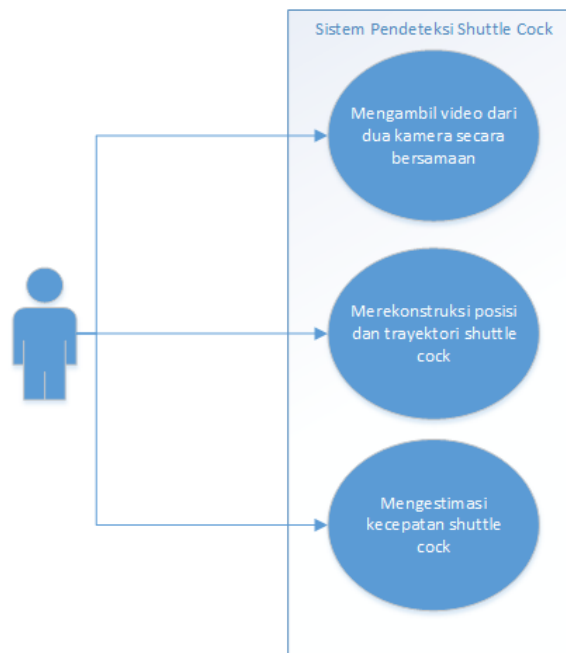 Sistem Pendeteksi Shuttle Cock
Mengambil video dari
dua kamera secara
bersamaan
Merekonstruksi posisi
dan trayektori shuttle
cock
Mengestimasi
kecepatan shuttle
cock